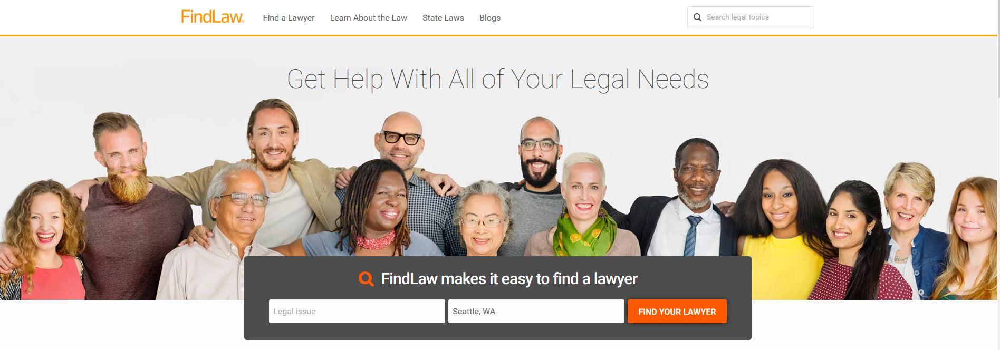 FindLaw®
Find a Lawyer
Learn About the Law
State Laws
Blogs
Search legal topics
Get Help With All of Your Legal Needs
FindLaw makes it easy to find a lawyer
Legal issue
Seattle, WA
FIND YOUR LAWYER